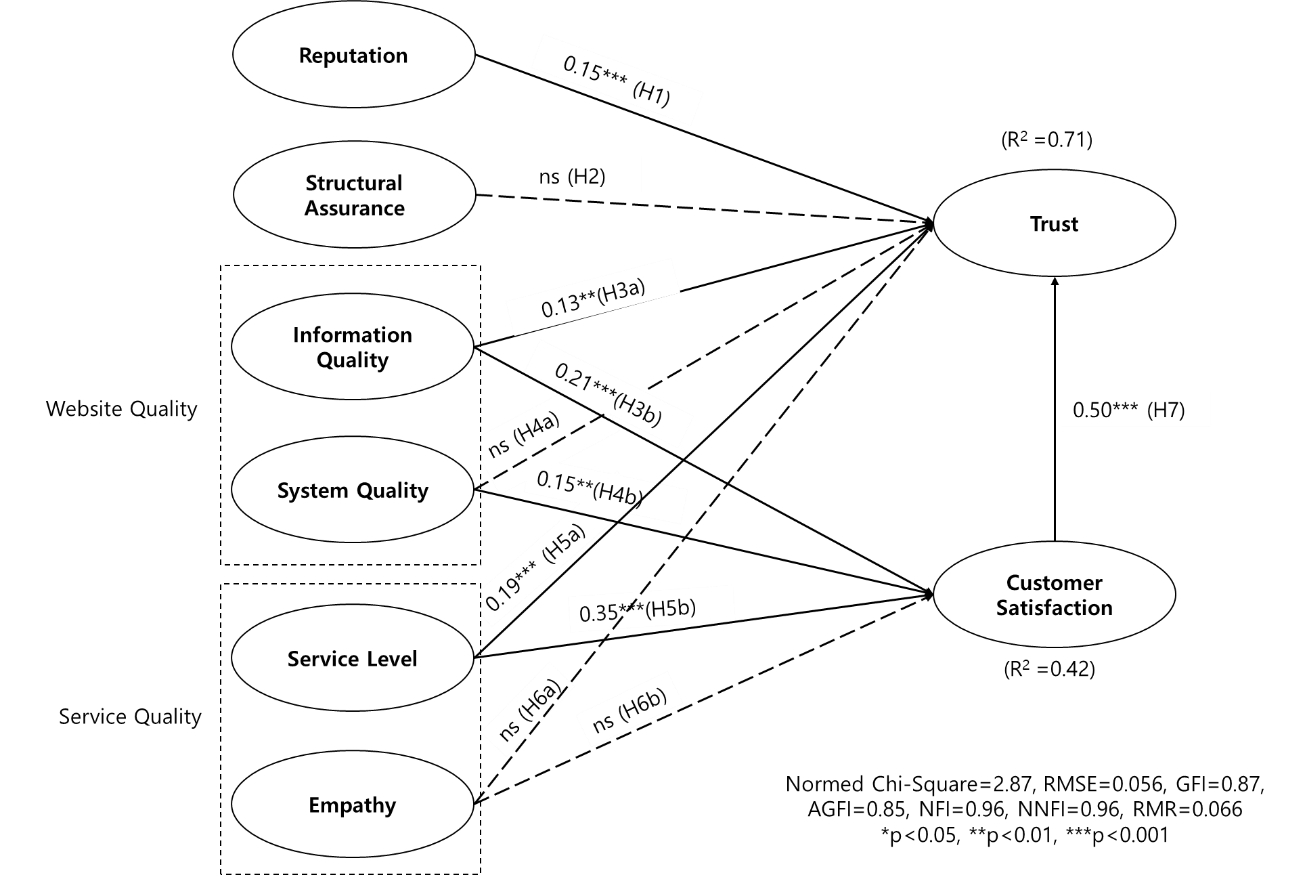 Reputation
0.15*** (H1)
(R² =0.71)
Structural
Assurance
ns (H2)
Trust
Information
Quality
0.13**(H3a)
0.21***(H3b)
Website Quality
0.50*** (H7)
ns (H4a)
System Quality
0.15**(H4b)
0.19*** (H5a)
Customer
Satisfaction
0.35***(H5b)
Service Level
(R² =0.42)
Service Quality
ns (H6a)
ns (H6b)
Empathy
Normed Chi-Square=2.87, RMSE=0.056, GFI=0.87,
AGFI=0.85, NFI=0.96, NNFI=0.96, RMR=0.066
*p<0.05, **p<0.01, ***p<0.001